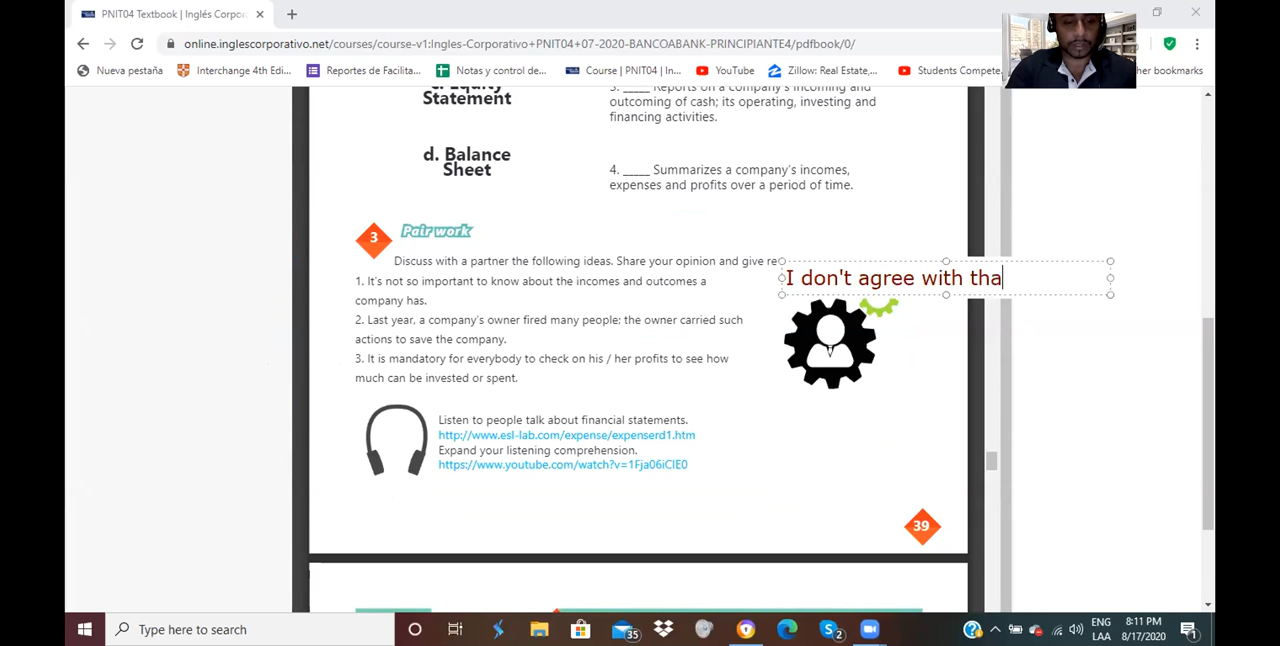 PNIT04 Textbook | Inglés Corpora
online.inglescorporativo.net/courses/course-v1:Ingles-Corporativo+PNIT04+07-2020-BANCOABANK-PRINCIPIANTE4/pdfbook/0/
Nueva pestaña
Interchange 4th Edi...
Reportes de Facilita...
Notas y control de...
Course | PNIT04 | In...
YouTube
Zillow: Real Estate,...
Students Compete,
her bookmarks
Statement
outcoming of cash; its operating, investing and
financing activities.
d. Balance
Sheet
4. _____ Summarizes a company's incomes,
expenses and profits over a period of time.
3
Pair work
Discuss with a partner the following ideas. Share your opinion and give re
I don't agree with tha
1. It's not so important to know about the incomes and outcomes a
company has.
2. Last year, a company's owner fired many people; the owner carried such
actions to save the company.
3. It is mandatory for everybody to check on his / her profits to see how
much can be invested or spent.
Listen to people talk about financial statements.
http://www.esl-lab.com/expense/expenserd1.htm
Expand your listening comprehension.
https://www.youtube.com/watch?v=1Fja06iCIE0
39
Type here to search
35
2
ENG
LAA
8:11 PM
8/17/2020
1